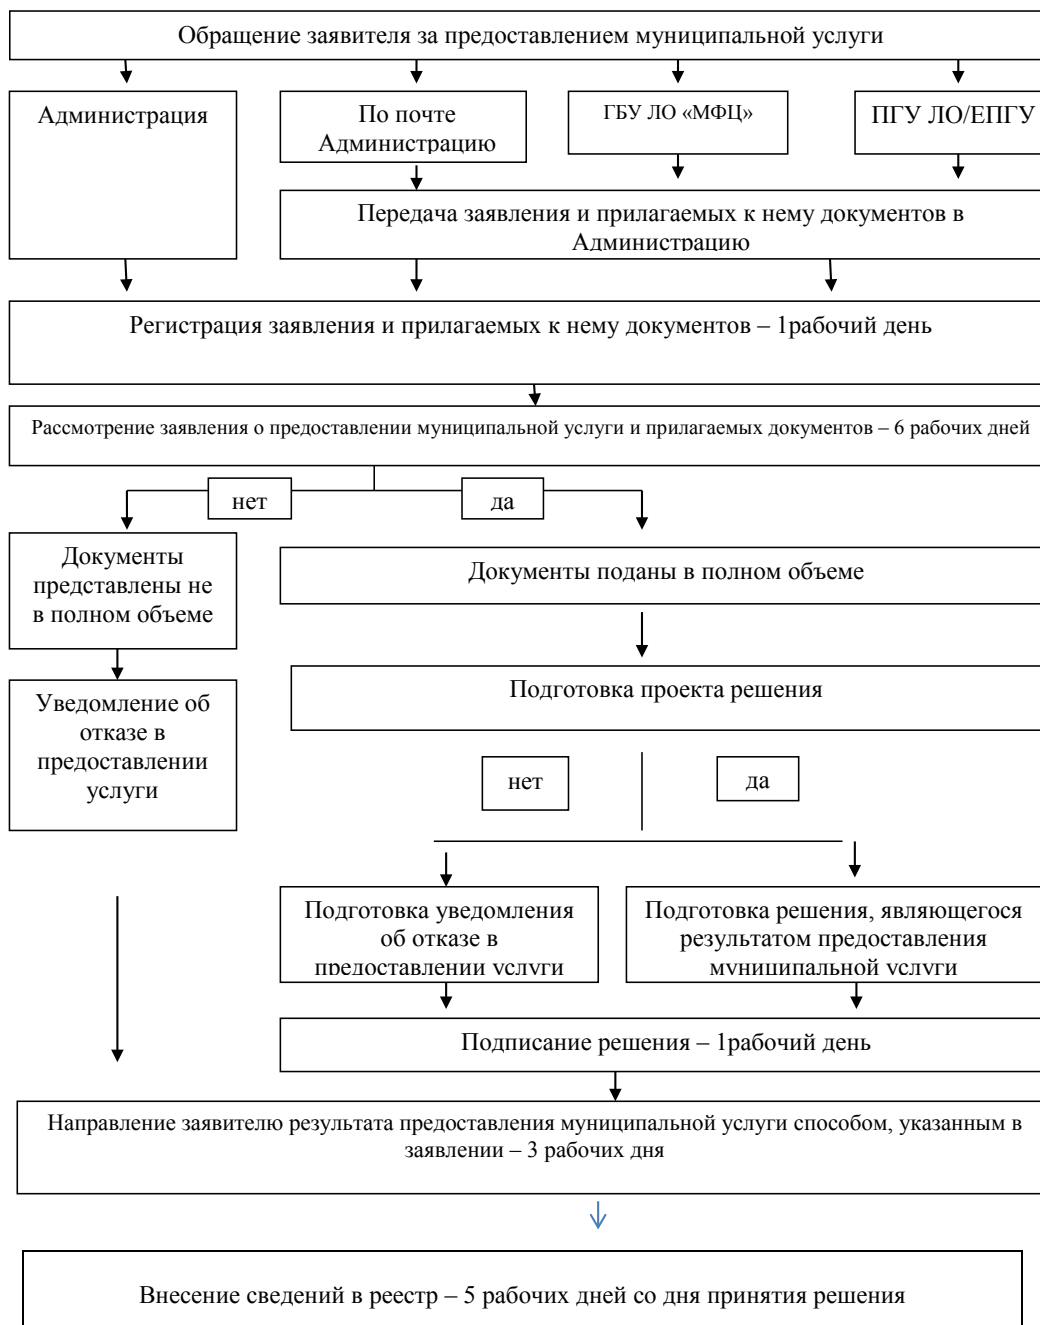 Обращение заявителя за предоставлением муниципальной услуги
Администрация
По почте
Администрацию
ГБУ ЛО «МФЦ»
ПГУ ЛО/ЕПГУ
Передача заявления и прилагаемых к нему документов в
Администрацию
Регистрация заявления и прилагаемых к нему документов – 1рабочий день
Рассмотрение заявления о предоставлении муниципальной услуги и прилагаемых документов – 6 рабочих дней
нет
да
Документы
представлены не
в полном объеме
Документы поданы в полном объеме
Уведомление об
отказе в
предоставлении
услуги
Подготовка проекта решения
нет
да
Подготовка уведомления
об отказе в
предоставлении услуги
Подготовка решения, являющегося
результатом предоставления
муниципальной услуги
Подписание решения – 1рабочий день
Направление заявителю результата предоставления муниципальной услуги способом, указанным в
заявлении – 3 рабочих дня
Внесение сведений в реестр – 5 рабочих дней со дня принятия решения